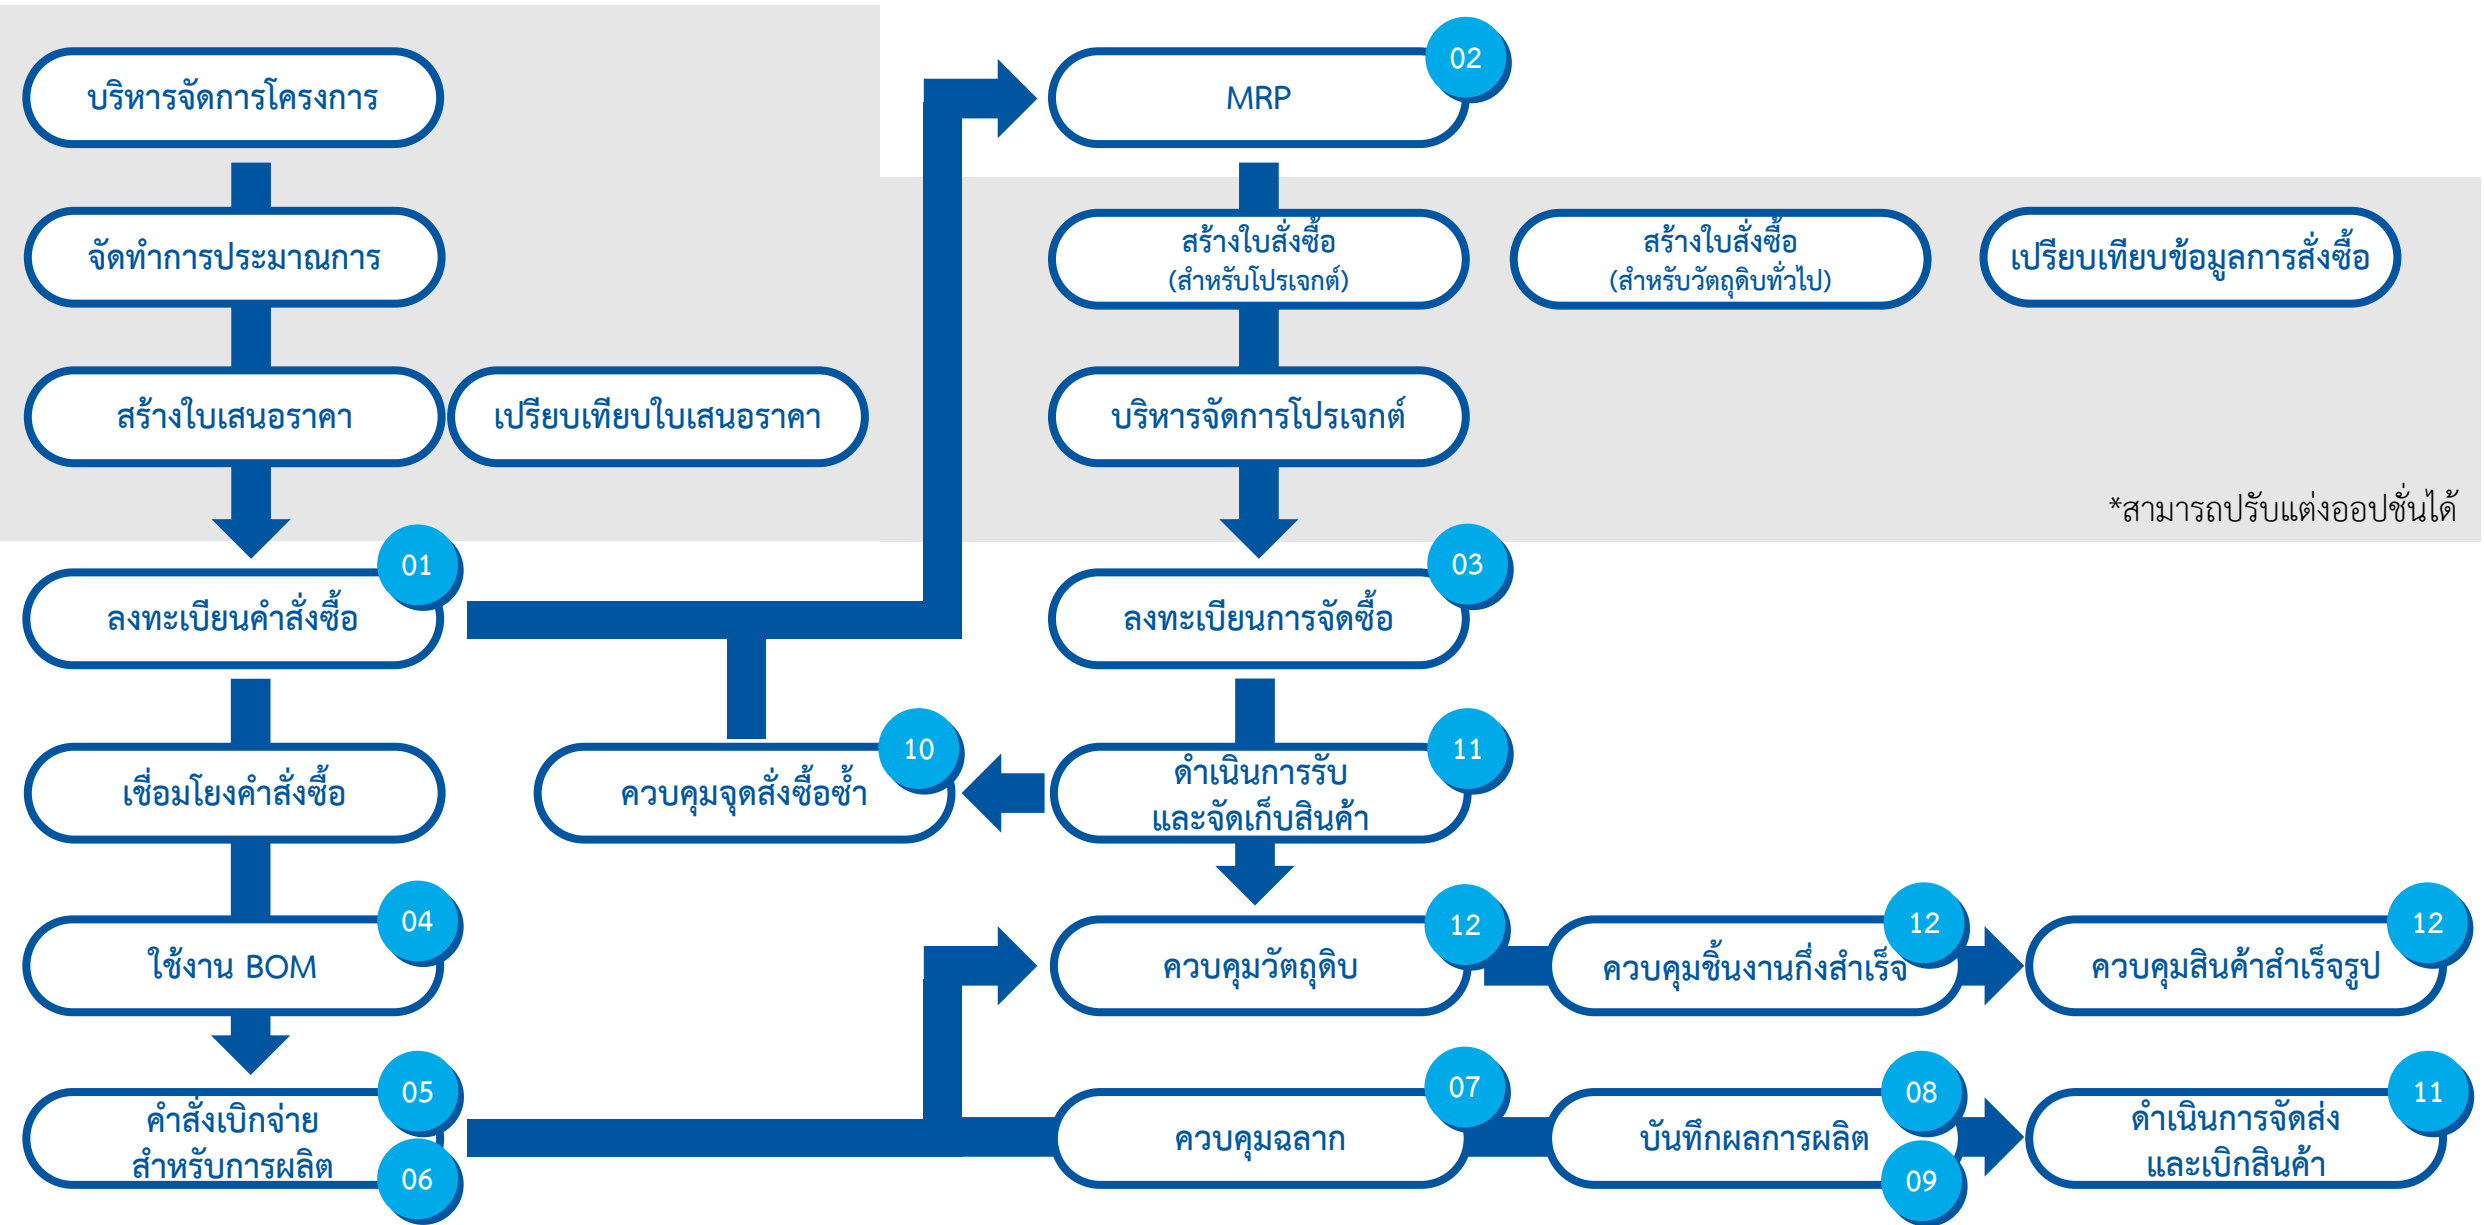 บริหารจัดการโครงการ
จัดทำการประมาณการ
สร้างใบเสนอราคา
เปรียบเทียบใบเสนอราคา
01
ลงทะเบียนคำสั่งซื้อ
เชื่อมโยงคำสั่งซื้อ
04
ใช้งาน BOM
05
คำสั่งเบิกจ่าย
สำหรับการผลิต
06
02
MRP
สร้างใบสั่งซื้อ
(สำหรับโปรเจกต์)
สร้างใบสั่งซื้อ
(สำหรับวัตถุดิบทั่วไป)
เปรียบเทียบข้อมูลการสั่งซื้อ
บริหารจัดการโปรเจกต์
*สามารถปรับแต่งออปชั่นได้
03
ลงทะเบียนการจัดซื้อ
10
ควบคุมจุดสั่งซื้อซ้ำ
11
ดำเนินการรับ
และจัดเก็บสินค้า
12
ควบคุมวัตถุดิบ
12
ควบคุมชิ้นงานกึ่งสำเร็จ
12
ควบคุมสินค้าสำเร็จรูป
07
ควบคุมฉลาก
08
บันทึกผลการผลิต
09
11
ดำเนินการจัดส่ง
และเบิกสินค้า